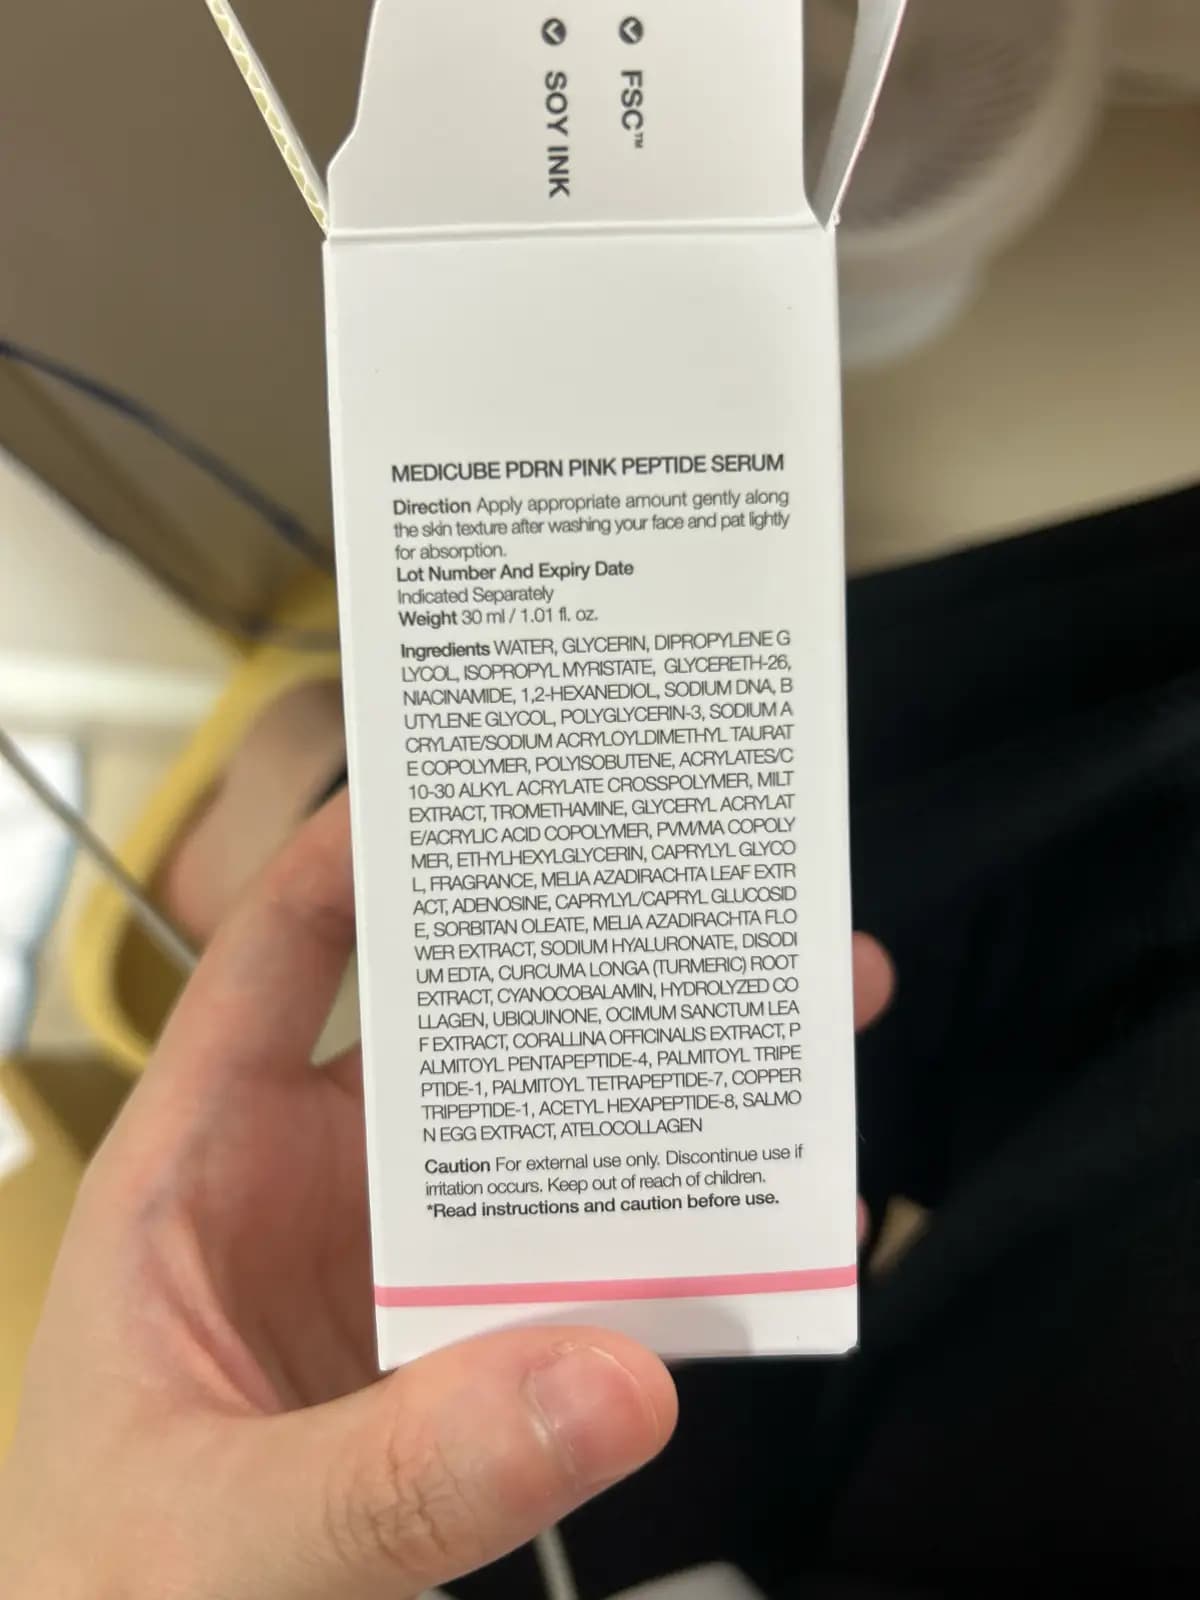 FSC™
SOY INK
MEDICUBE PDRN PINK PEPTIDE SERUM
Direction Apply appropriate amount gently along
the skin texture after washing your face and pat lightly
for absorption.
Lot Number And Expiry Date
Indicated Separately
Weight 30 ml / 1.01 fl. oz.
Ingredients WATER, GLYCERIN, DIPROPYLENE G
LYCOL, ISOPROPYL MYRISTATE, GLYCERETH-26,
NIACINAMIDE, 1,2-HEXANEDIOL, SODIUM DNA, B
UTYLENE GLYCOL, POLYGLYCERIN-3, SODIUM A
CRYLATE/SODIUM ACRYLOYLDIMETHYL TAURAT
E COPOLYMER, POLYISOBUTENE, ACRYLATES/C
10-30 ALKYL ACRYLATE CROSSPOLYMER, MILT
EXTRACT, TROMETHAMINE, GLYCERYL ACRYLAT
E/ACRYLIC ACID COPOLYMER, PVM/MA COPOLY
MER, ETHYLHEXYLGLYCERIN, CAPRYLYL GLYCO
L, FRAGRANCE, MELIA AZADIRACHTA LEAF EXTR
ACT, ADENOSINE, CAPRYLYL/CAPRYL GLUCOSID
E, SORBITAN OLEATE, MELIA AZADIRACHTA FLO
WER EXTRACT, SODIUM HYALURONATE, DISODI
UM EDTA, CURCUMA LONGA (TURMERIC) ROOT
EXTRACT, CYANOCOBALAMIN, HYDROLYZED CO
LLAGEN, UBIQUINONE, OCIMUM SANCTUM LEA
F EXTRACT, CORALLINA OFFICINALIS EXTRACT, P
ALMITOYL PENTAPEPTIDE-4, PALMITOYL TRIPE
PTIDE-1, PALMITOYL TETRAPEPTIDE-7, COPPER
TRIPEPTIDE-1, ACETYL HEXAPEPTIDE-8, SALMO
N EGG EXTRACT, ATELOCOLLAGEN
Caution For external use only. Discontinue use if
irritation occurs. Keep out of reach of children.
*Read instructions and caution before use.